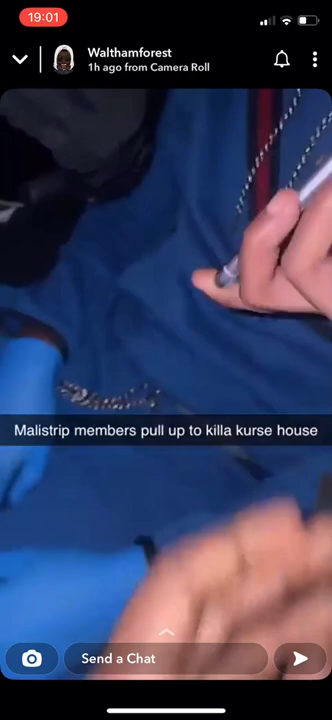 19:01
Walthamforest
1h ago from Camera Roll
Malistrip members pull up to killa kurse house
Send a Chat